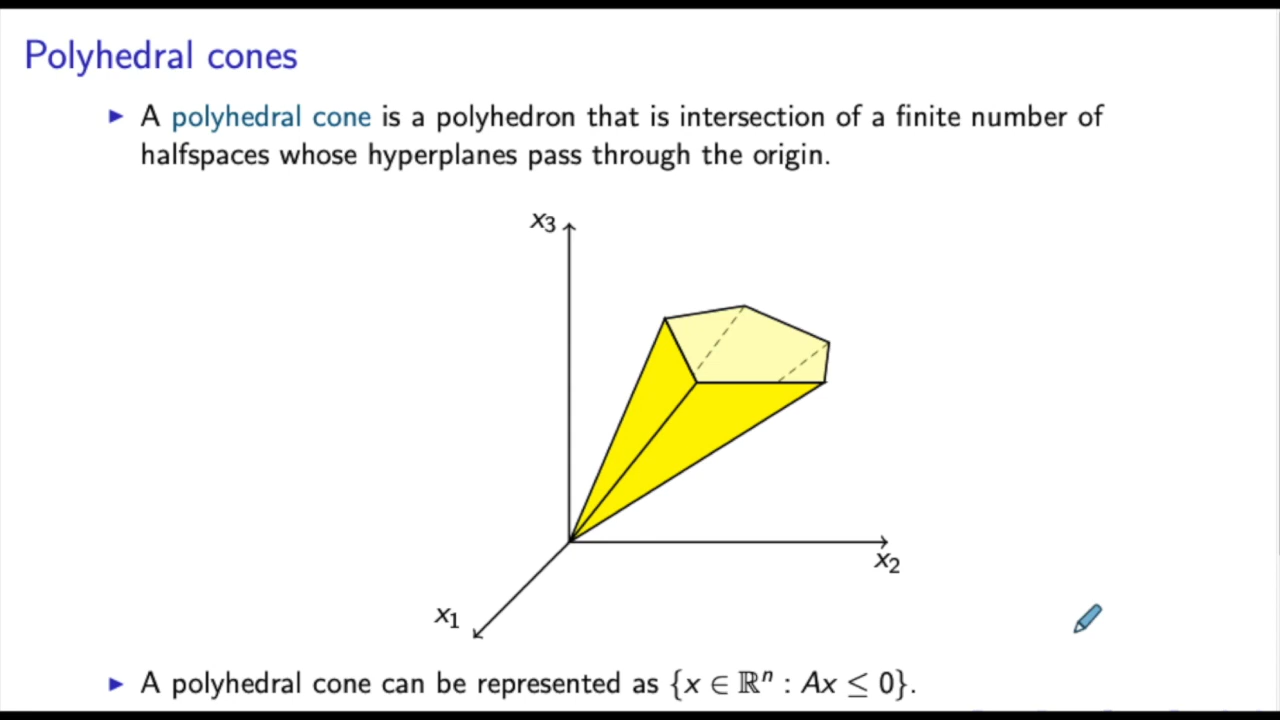 Polyhedral cones
▶ A polyhedral cone is a polyhedron that is intersection of a finite number of
halfspaces whose hyperplanes pass through the origin.
x₃
x₂
x₁
▶ A polyhedral cone can be represented as {x ∈ ℝⁿ : Ax ≤ 0}.